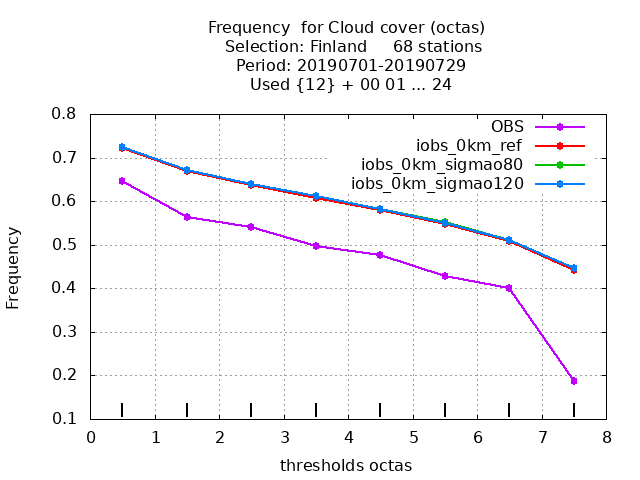 Frequency  for Cloud cover (octas)
Selection: Finland     68 stations
Period: 20190701-20190729
Used {12} + 00 01 ... 24
OBS
iobs_0km_ref
iobs_0km_sigmao80
iobs_0km_sigmao120
Frequency
0.8
0.7
0.6
0.5
0.4
0.3
0.2
0.1
0 1 2 3 4 5 6 7 8
thresholds octas